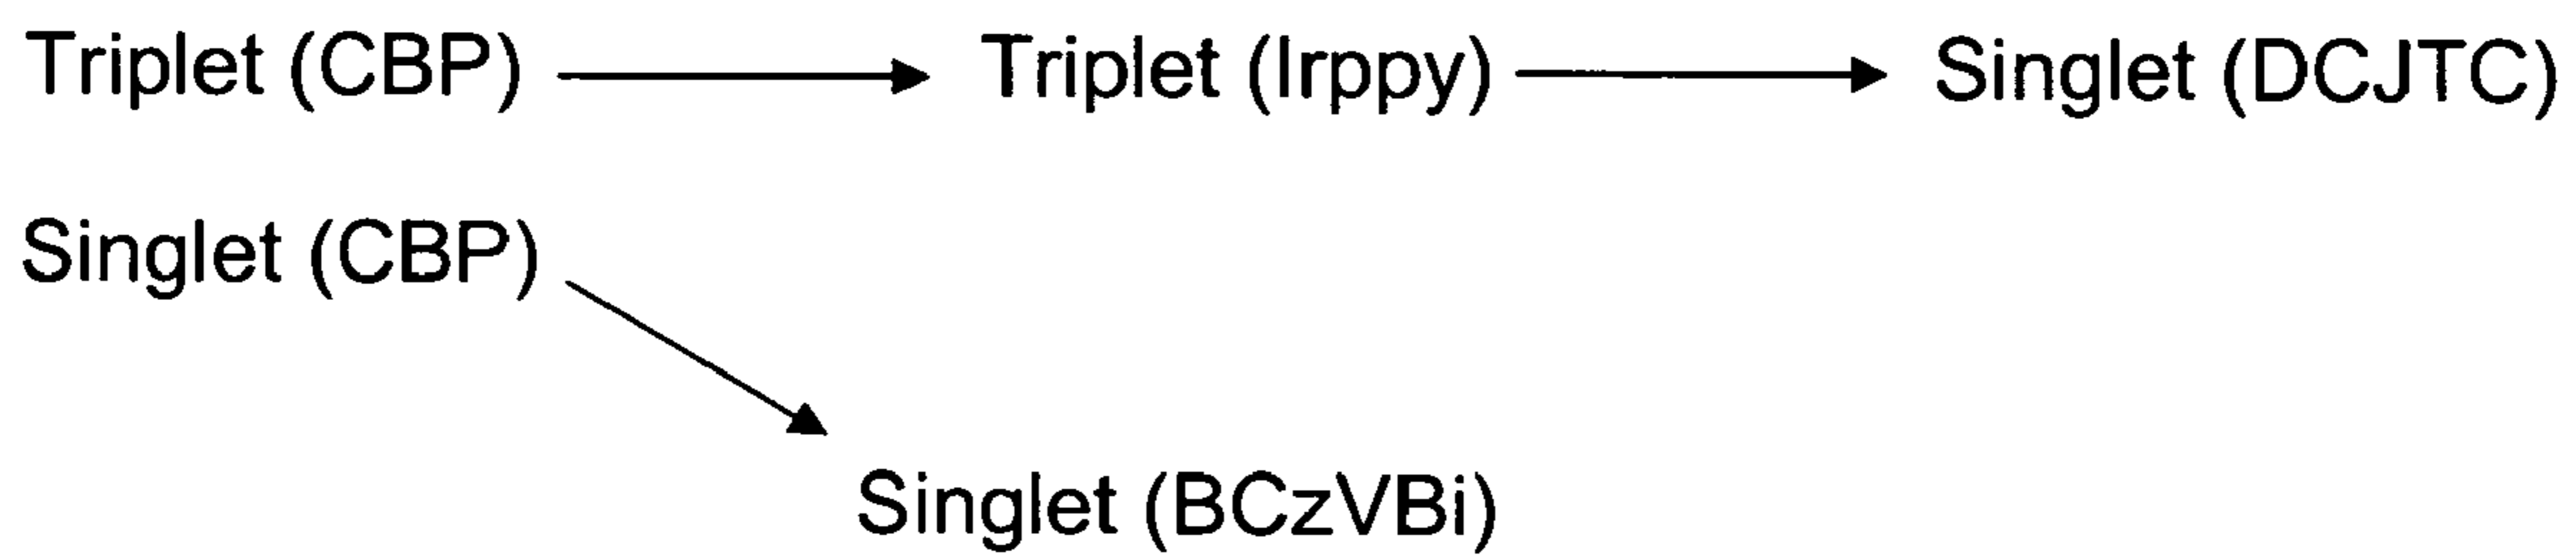 Triplet (CBP) Triplet (Irppy) Singlet (DCJTC)
Singlet (CBP)
Singlet (BCzVBi)